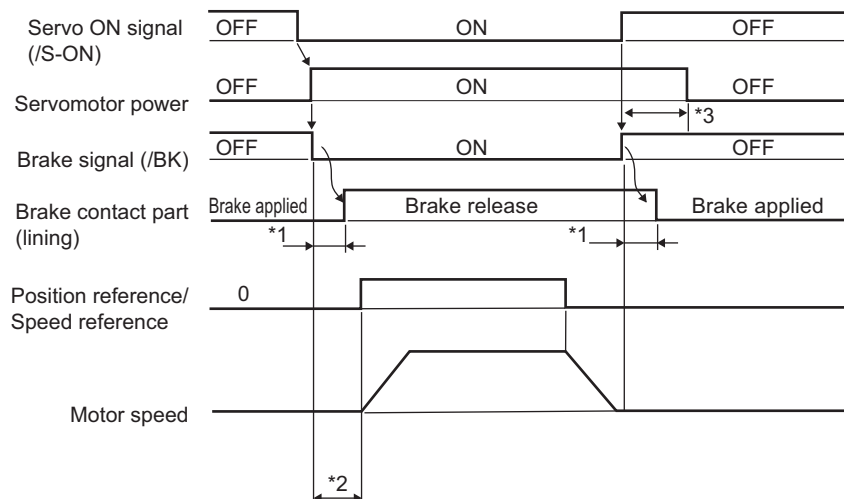 Servo ON signal
(/S-ON)
OFF
ON
OFF
Servomotor power
OFF
ON
OFF
*3
Brake signal (/BK)
OFF
ON
OFF
Brake contact part
(lining)
Brake applied
Brake release
Brake applied
*1
*1
Position reference/
Speed reference
0
Motor speed
*2